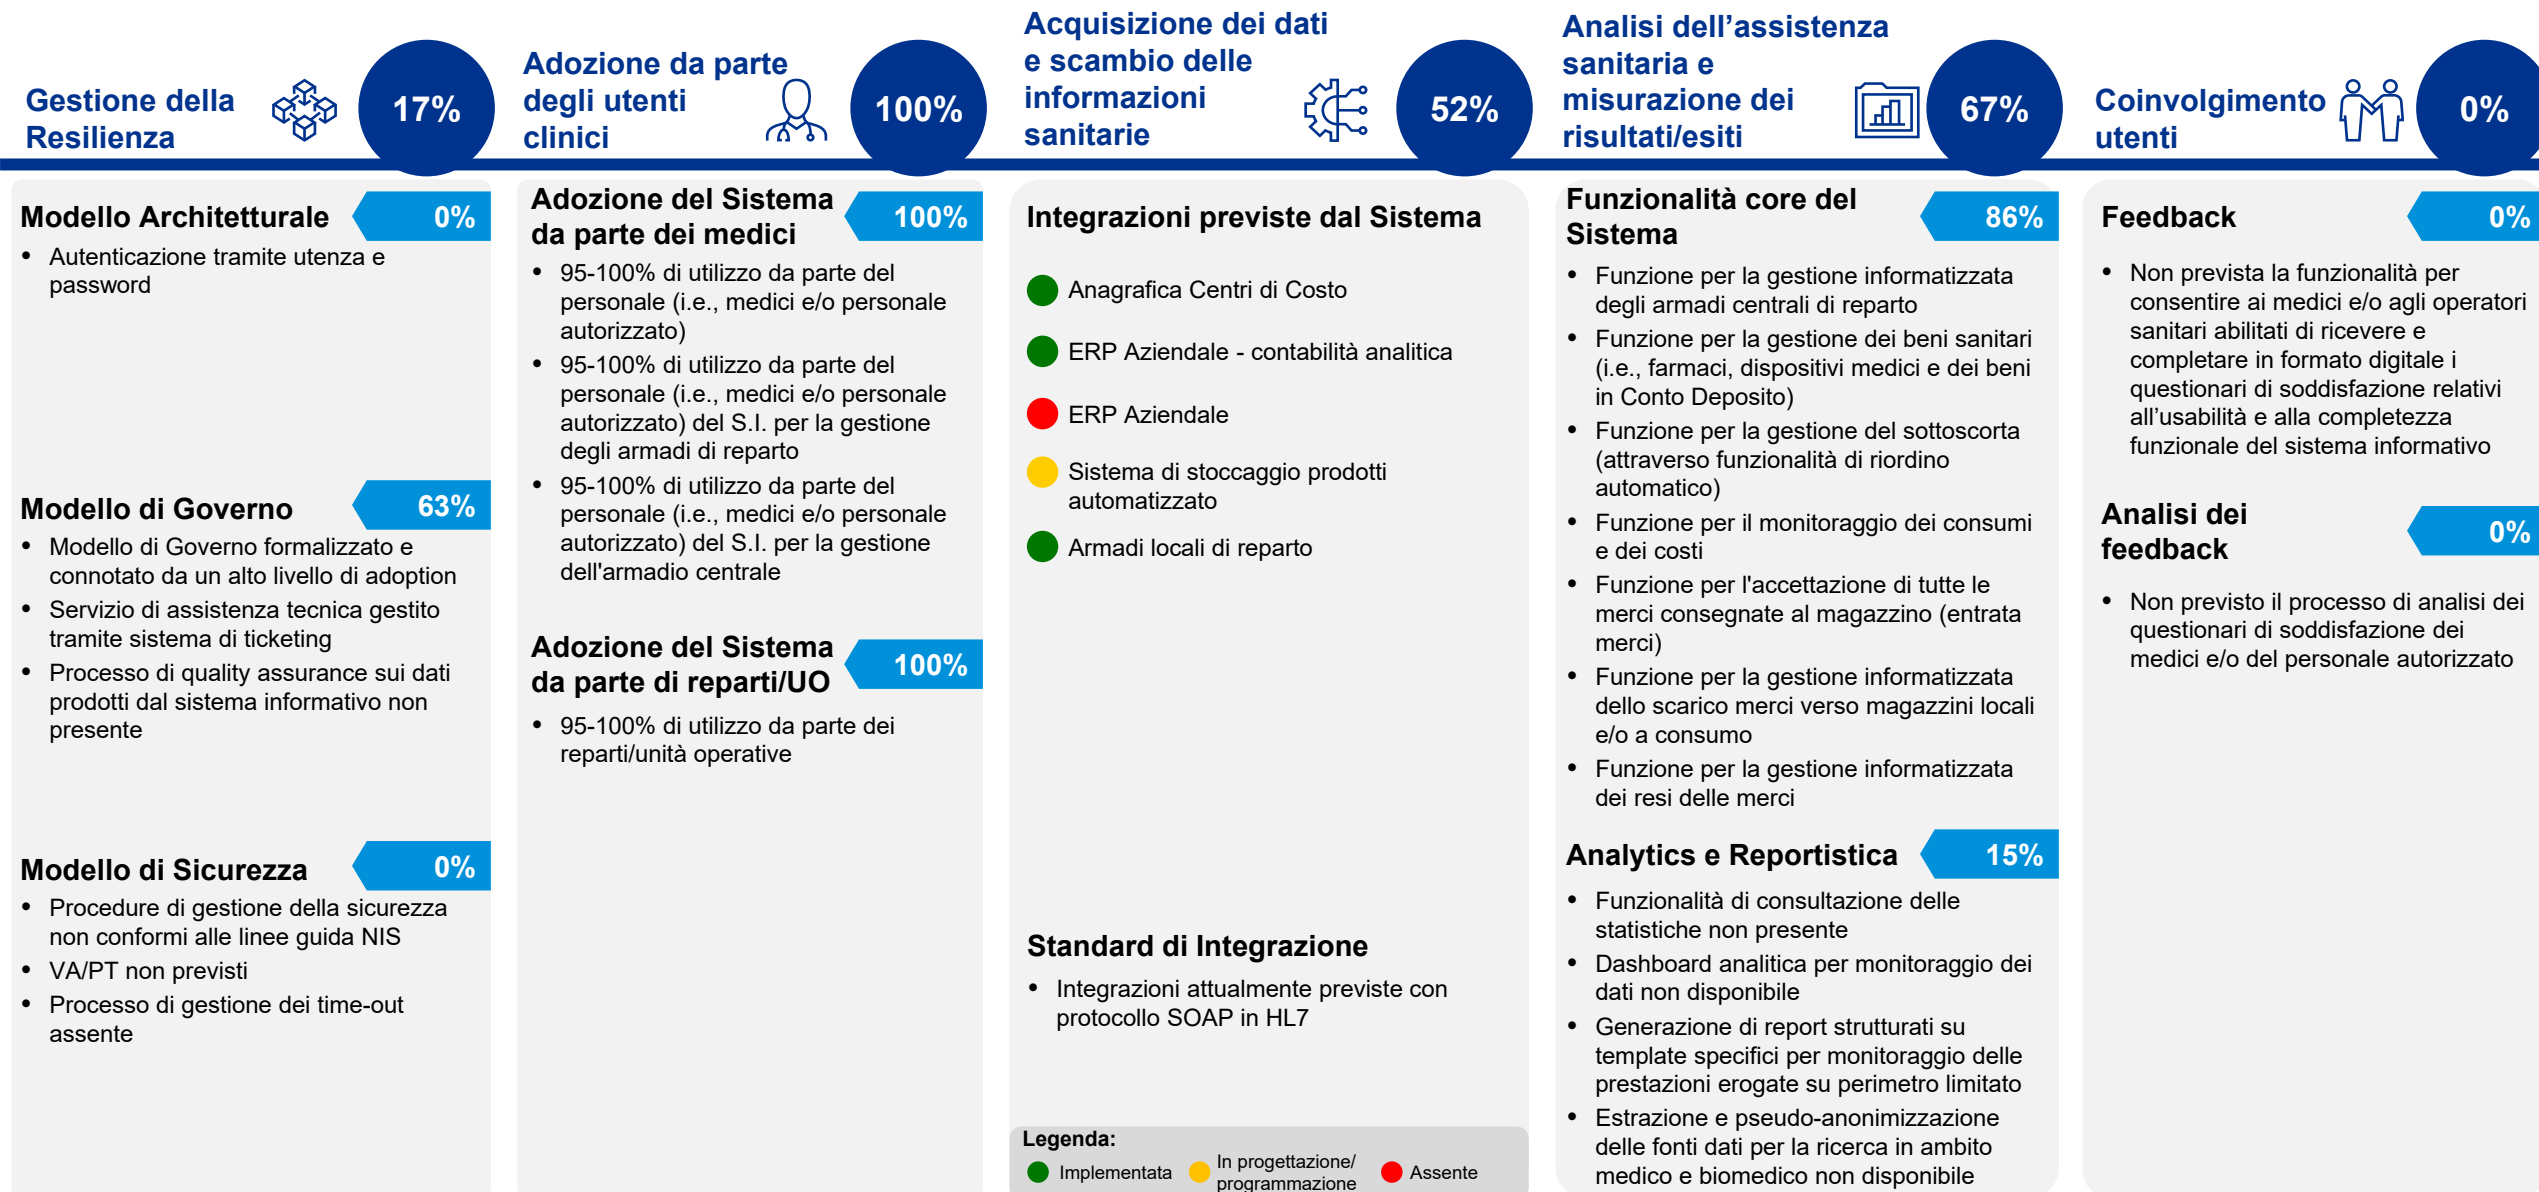 Gestione della
Resilienza
17%
Adozione da parte
degli utenti
clinici
100%
Acquisizione dei dati
e scambio delle
informazioni
sanitarie
52%
Analisi dell’assistenza
sanitaria e
misurazione dei
risultati/esiti
67%
Coinvolgimento
utenti
0%
Modello Architetturale
0%
• Autenticazione tramite utenza e
password
Modello di Governo
63%
• Modello di Governo formalizzato e
connotato da un alto livello di adoption
• Servizio di assistenza tecnica gestito
tramite sistema di ticketing
• Processo di quality assurance sui dati
prodotti dal sistema informativo non
presente
Modello di Sicurezza
0%
• Procedure di gestione della sicurezza
non conformi alle linee guida NIS
• VA/PT non previsti
• Processo di gestione dei time-out
assente
Adozione del Sistema
da parte dei medici
100%
• 95-100% di utilizzo da parte del
personale (i.e., medici e/o personale
autorizzato)
• 95-100% di utilizzo da parte del
personale (i.e., medici e/o personale
autorizzato) del S.I. per la gestione
degli armadi di reparto
• 95-100% di utilizzo da parte del
personale (i.e., medici e/o personale
autorizzato) del S.I. per la gestione
dell'armadio centrale
Adozione del Sistema
da parte di reparti/UO
100%
• 95-100% di utilizzo da parte dei
reparti/unità operative
Integrazioni previste dal Sistema
Anagrafica Centri di Costo
ERP Aziendale - contabilità analitica
ERP Aziendale
Sistema di stoccaggio prodotti
automatizzato
Armadi locali di reparto
Standard di Integrazione
• Integrazioni attualmente previste con
protocollo SOAP in HL7
Legenda:
Implementata
In progettazione/
programmazione
Assente
Funzionalità core del
Sistema
86%
• Funzione per la gestione informatizzata
degli armadi centrali di reparto
• Funzione per la gestione dei beni sanitari
(i.e., farmaci, dispositivi medici e dei beni
in Conto Deposito)
• Funzione per la gestione del sottoscorta
(attraverso funzionalità di riordino
automatico)
• Funzione per il monitoraggio dei consumi
e dei costi
• Funzione per l'accettazione di tutte le
merci consegnate al magazzino (entrata
merci)
• Funzione per la gestione informatizzata
dello scarico merci verso magazzini locali
e/o a consumo
• Funzione per la gestione informatizzata
dei resi delle merci
Analytics e Reportistica
15%
• Funzionalità di consultazione delle
statistiche non presente
• Dashboard analitica per monitoraggio dei
dati non disponibile
• Generazione di report strutturati su
template specifici per monitoraggio delle
prestazioni erogate su perimetro limitato
• Estrazione e pseudo-anonimizzazione
delle fonti dati per la ricerca in ambito
medico e biomedico non disponibile
Feedback
0%
• Non prevista la funzionalità per
consentire ai medici e/o agli operatori
sanitari abilitati di ricevere e
completare in formato digitale i
questionari di soddisfazione relativi
all’usabilità e alla completezza
funzionale del sistema informativo
Analisi dei
feedback
0%
• Non previsto il processo di analisi dei
questionari di soddisfazione dei
medici e/o del personale autorizzato